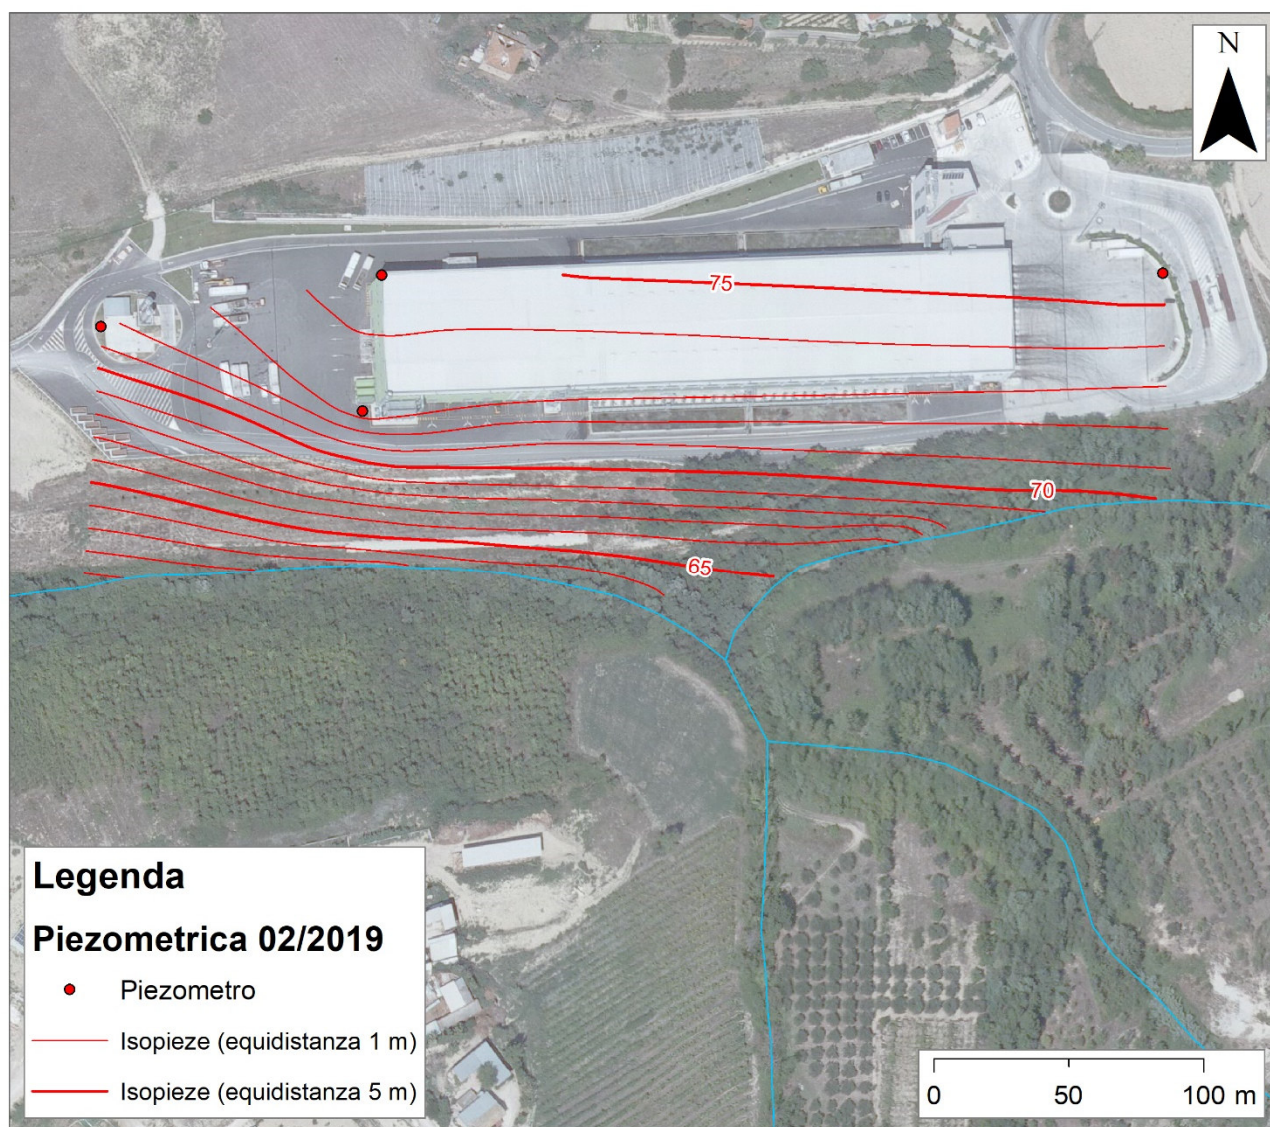 N
75
70
65
Legenda
Piezometrica 02/2019
Piezometro
Isopieze (equidistanza 1 m)
Isopieze (equidistanza 5 m)
0 50 100 m